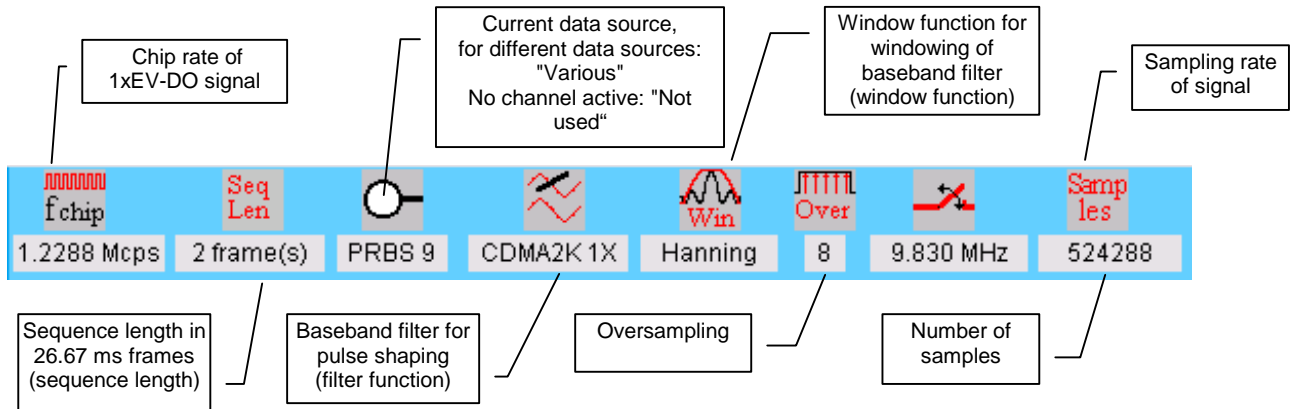 Chip rate of
1xEV-DO signal
Current data source,
for different data sources:
"Various"
No channel active: "Not
used“
Window function for
windowing of
baseband filter
(window function)
Sampling rate
of signal
fchip
Seq
Len
Win
Over
Samp
les
1.2288 Mcps
2 frame(s)
PRBS 9
CDMA2K 1X
Hanning
8
9.830 MHz
524288
Sequence length in
26.67 ms frames
(sequence length)
Baseband filter for
pulse shaping
(filter function)
Oversampling
Number of
samples